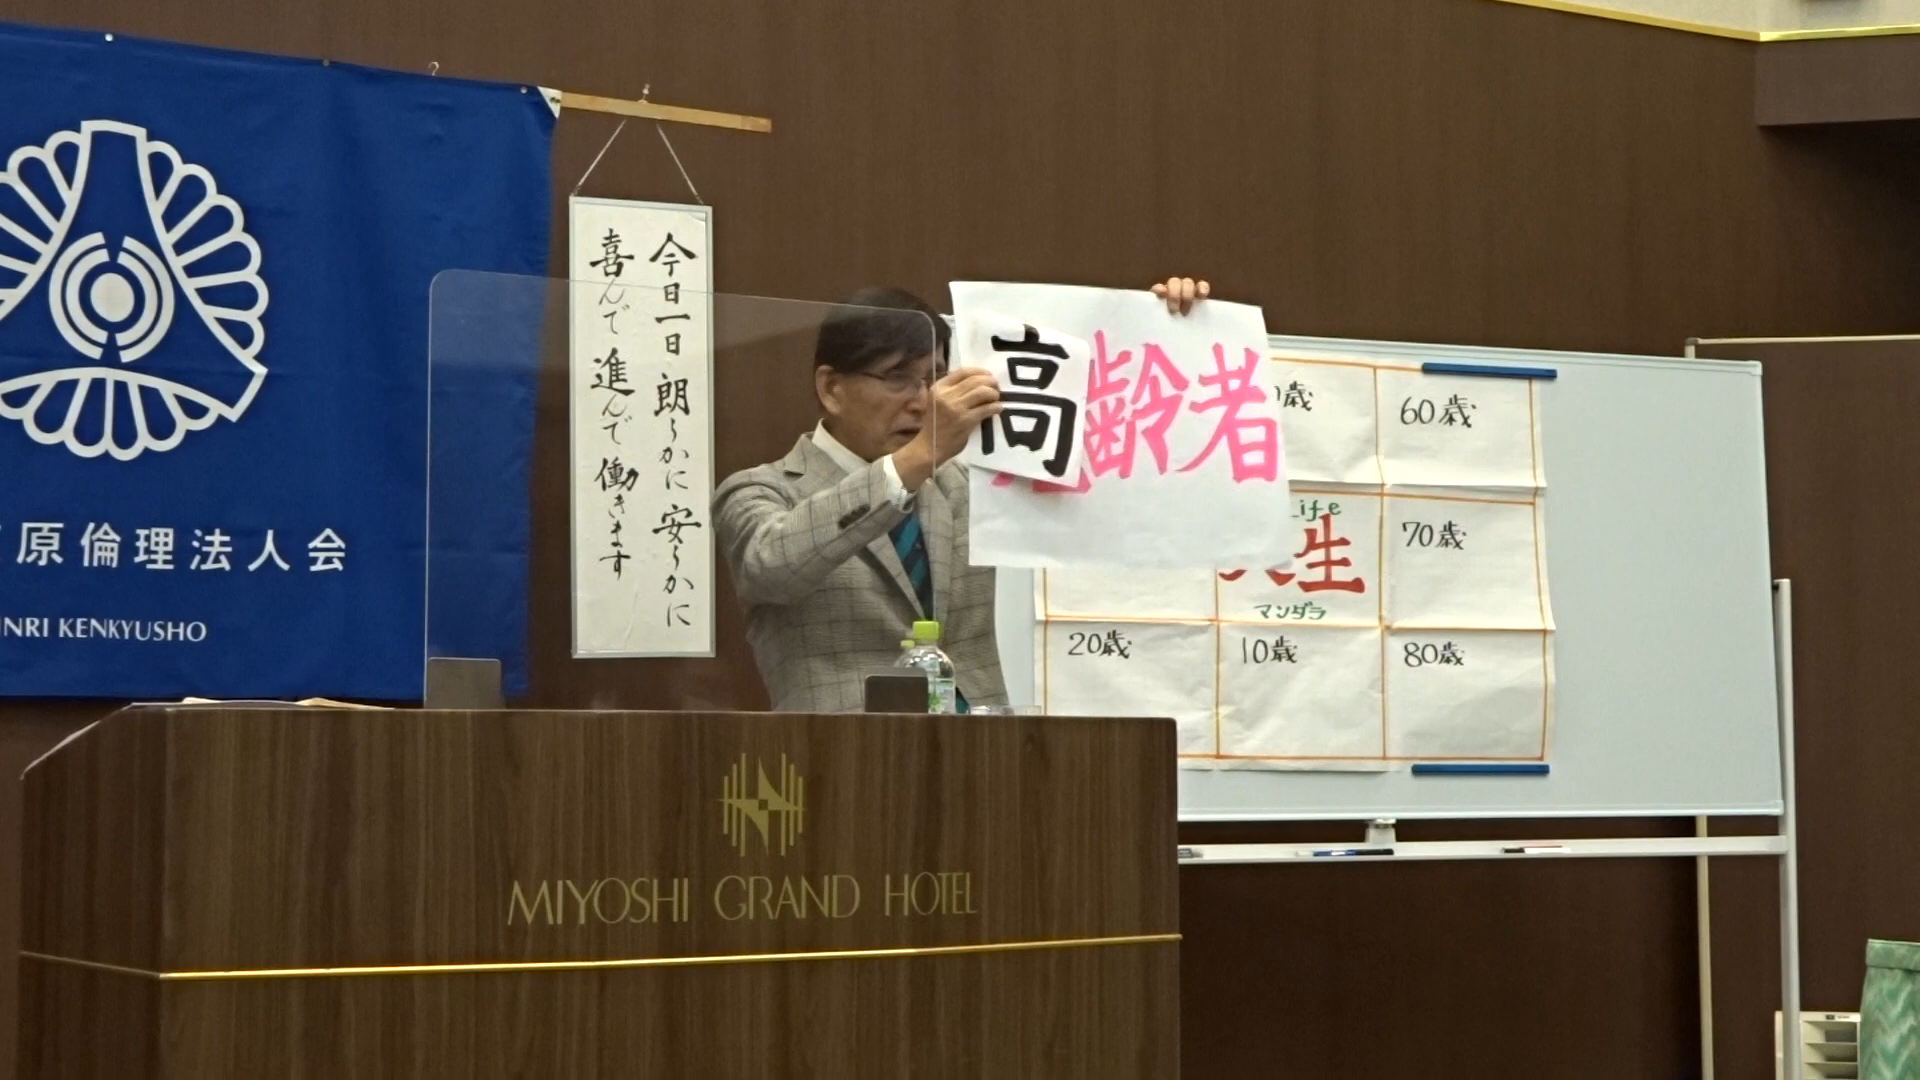 原倫理法人会
INRI KENKYUSHO
今日一日 朗らかに 安らかに
喜んで 進んで 働きます
高齢者
歳
60歳
Life
生
マンダラ
70歳
20歳
10歳
80歳
MIYOSHI GRAND HOTEL